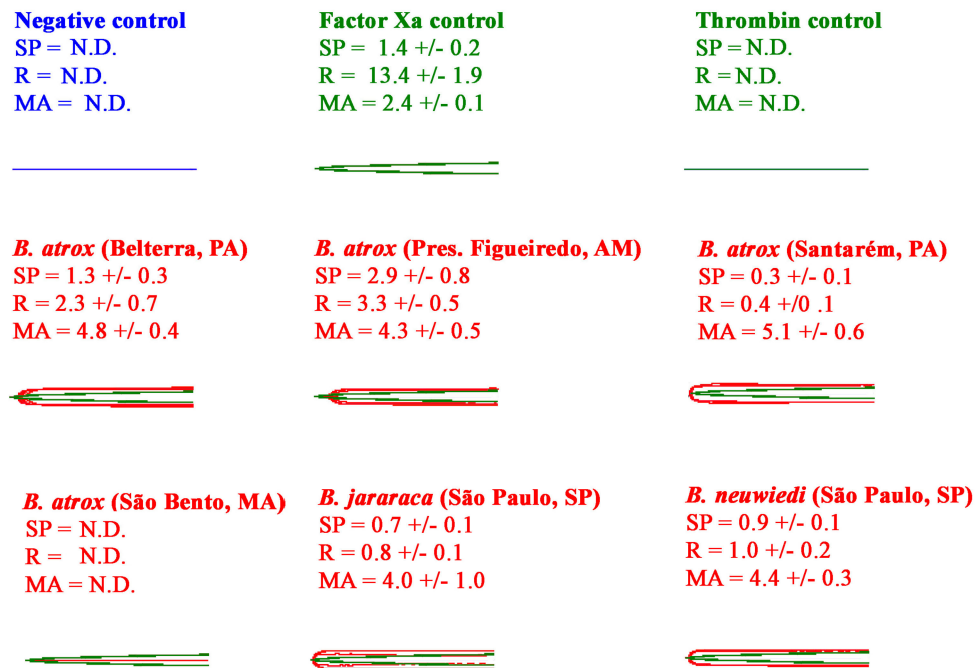 Negative control
SP = N.D.
R = N.D.
MA = N.D.
Factor Xa control
SP = 1.4 +/- 0.2
R = 13.4 +/- 1.9
MA = 2.4 +/- 0.1
Thrombin control
SP = N.D.
R = N.D.
MA = N.D.
B. atrox (Belterra, PA)
SP = 1.3 +/- 0.3
R = 2.3 +/- 0.7
MA = 4.8 +/- 0.4
B. atrox (Pres. Figueiredo, AM)
SP = 2.9 +/- 0.8
R = 3.3 +/- 0.5
MA = 4.3 +/- 0.5
B. atrox (Santarém, PA)
SP = 0.3 +/- 0.1
R = 0.4 +/0 .1
MA = 5.1 +/- 0.6
B. atrox (São Bento, MA)
SP = N.D.
R = N.D.
MA = N.D.
B. jararaca (São Paulo, SP)
SP = 0.7 +/- 0.1
R = 0.8 +/- 0.1
MA = 4.0 +/- 1.0
B. neuwiedi (São Paulo, SP)
SP = 0.9 +/- 0.1
R = 1.0 +/- 0.2
MA = 4.4 +/- 0.3